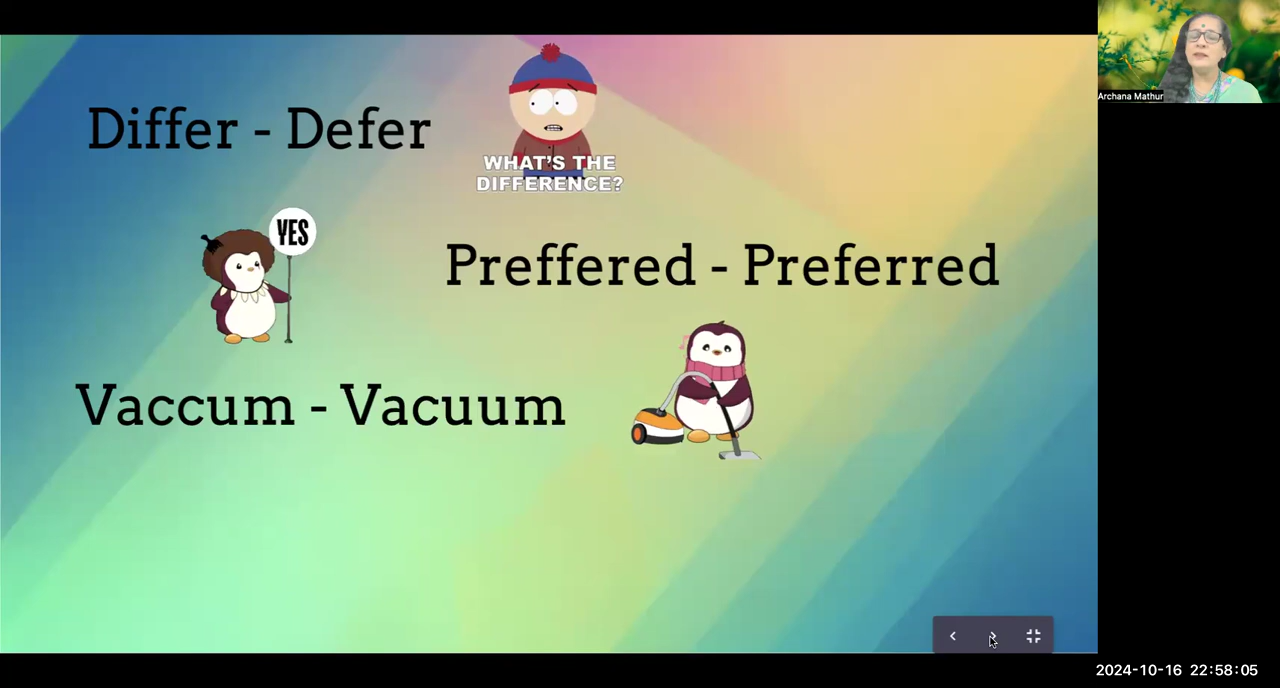 Differ - Defer
WHAT'S THE
DIFFERENCE?
YES
Preffered - Preferred
Vaccum - Vacuum
Archana Mathur
2024-10-16 22:58:05